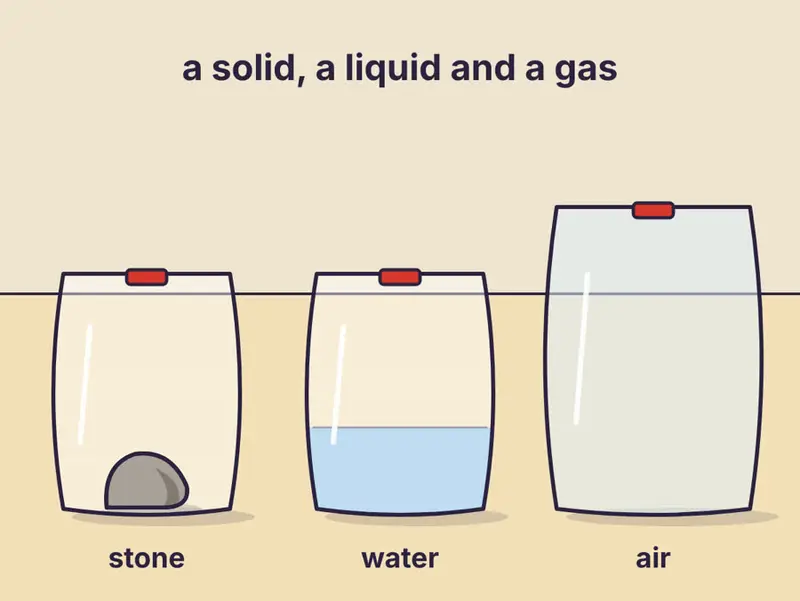 a solid, a liquid and a gas
stone
water
air